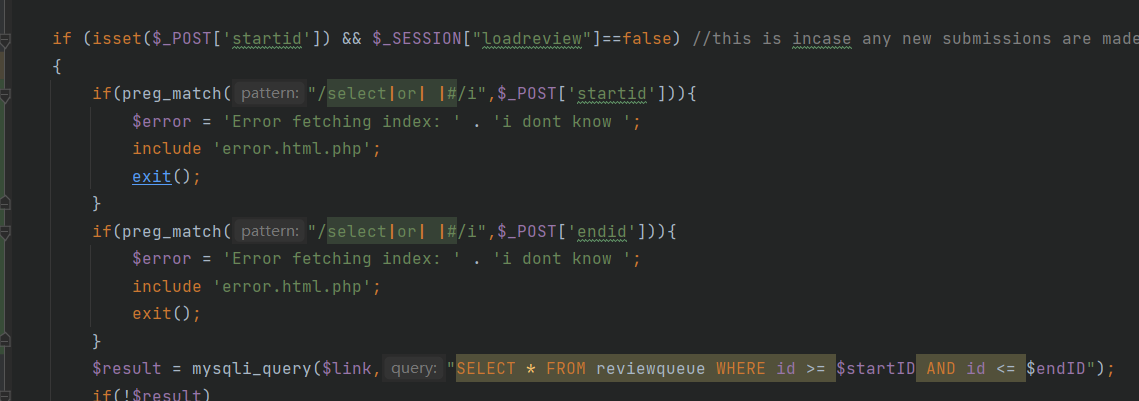 if (isset($_POST['startid']) && $_SESSION["loadreview"]==false) //this is incase any new submissions are made
{
if(preg_match( pattern: "/select|or| |#/i",$_POST['startid'])){
$error = 'Error fetching index: ' . 'i dont know ';
include 'error.html.php';
exit();
}
if(preg_match( pattern: "/select|or| |#/i",$_POST['endid'])){
$error = 'Error fetching index: ' . 'i dont know ';
include 'error.html.php';
exit();
}
$result = mysqli_query($link, query: "SELECT * FROM reviewqueue WHERE id >= $startID AND id <= $endID");
if(!$result)